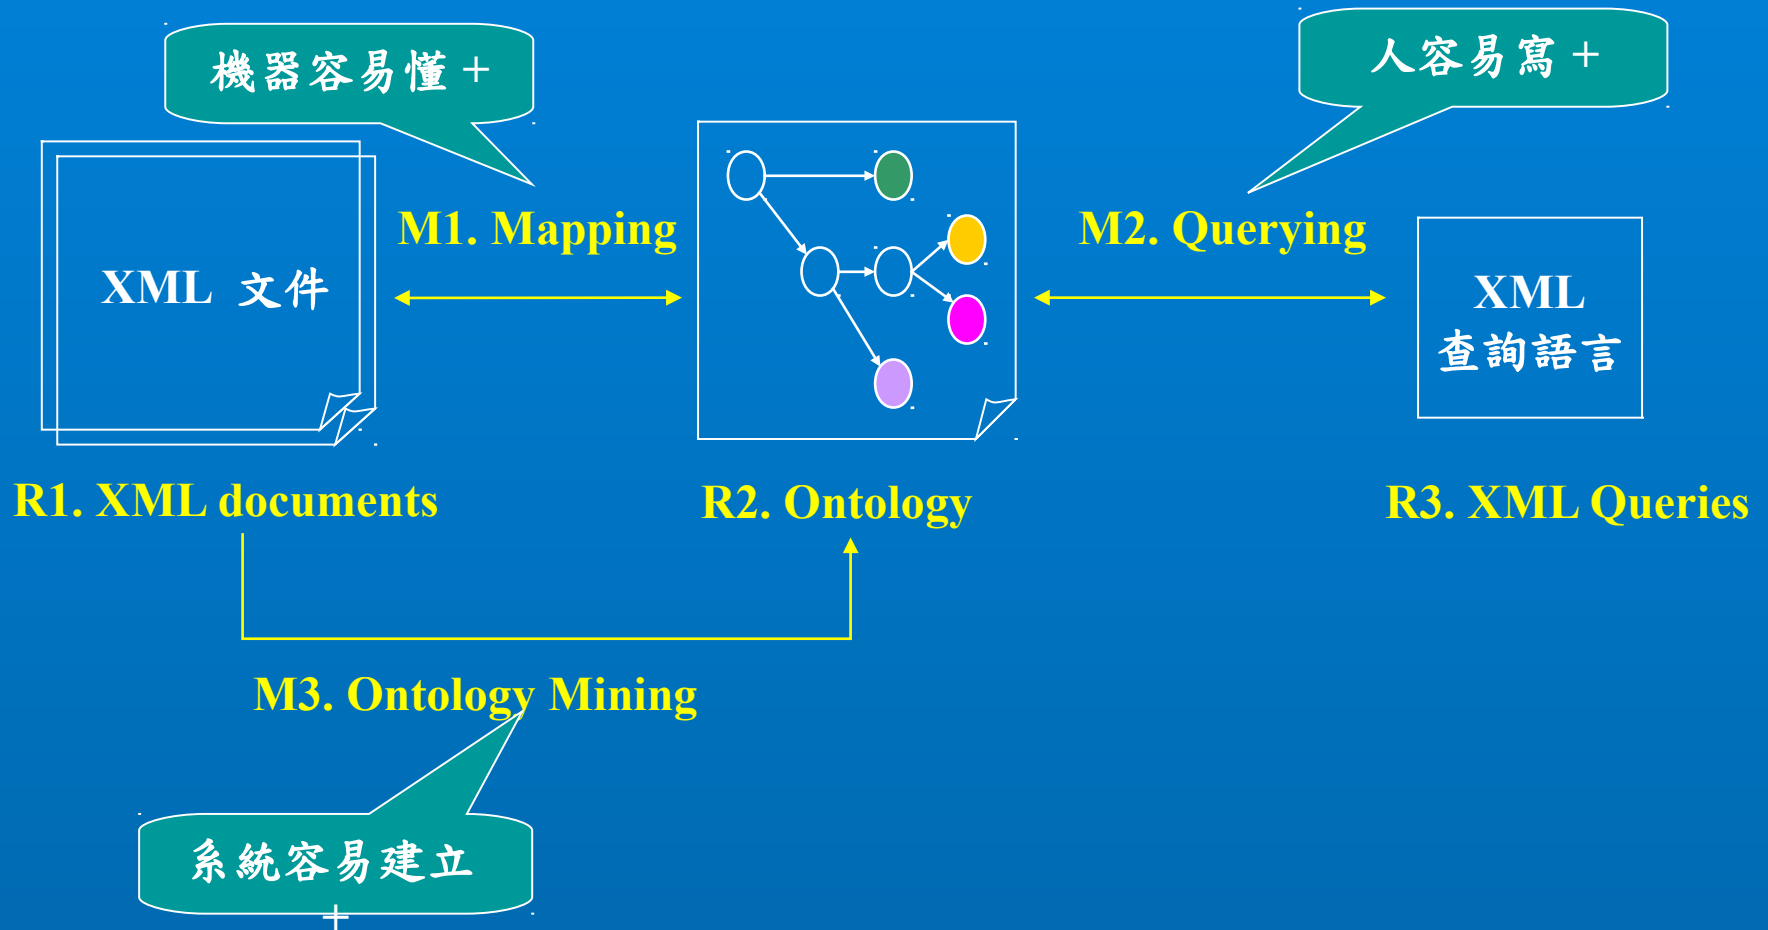 機器容易懂 +
人容易寫 +
M1. Mapping
M2. Querying
XML 文件
XML
查詢語言
R1. XML documents
R2. Ontology
R3. XML Queries
M3. Ontology Mining
系統容易建立
+